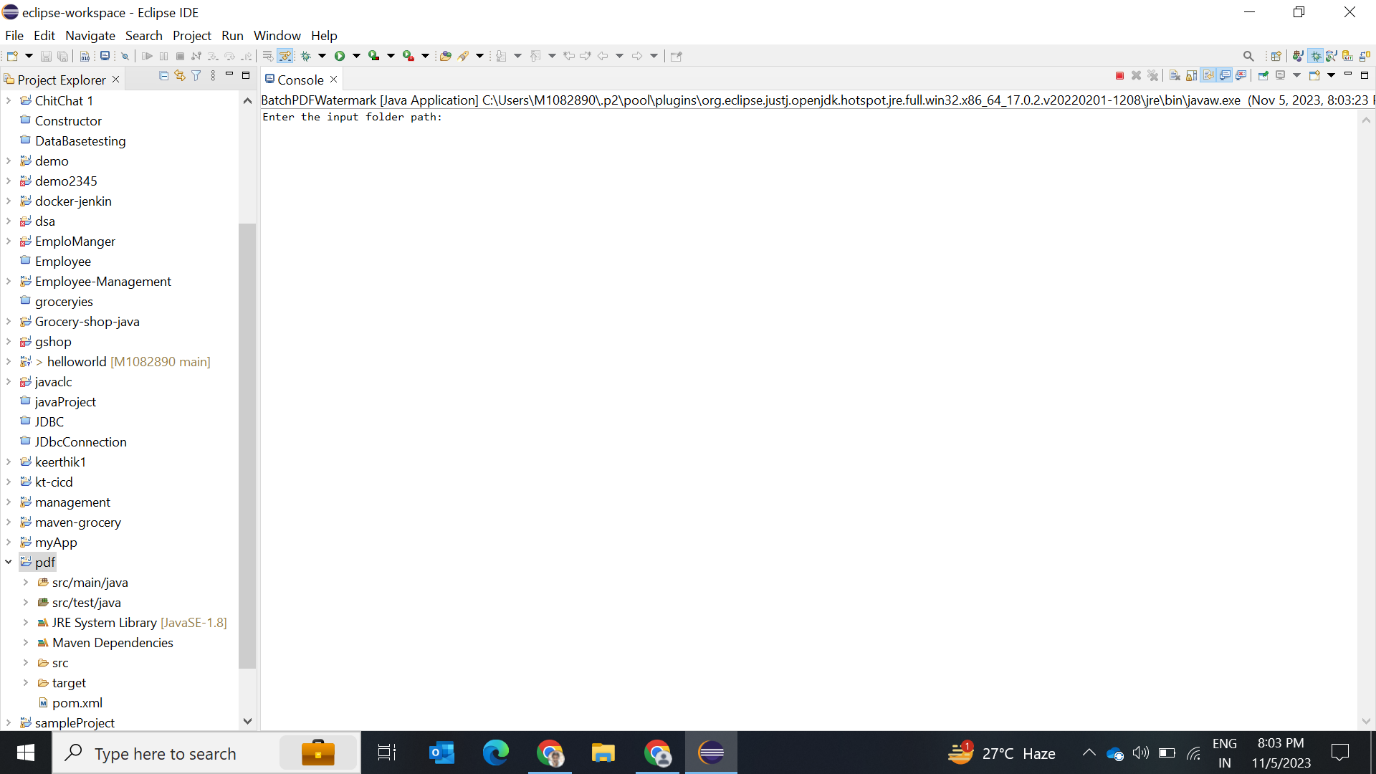 eclipse-workspace - Eclipse IDE
File Edit Navigate Search Project Run Window Help
Project Explorer
ChitChat 1
Constructor
DataBasetesting
demo
demo2345
docker-jenkin
dsa
EmploManger
Employee
Employee-Management
groceryies
Grocery-shop-java
gshop
> helloworld [M1082890 main]
javaclc
javaProject
JDBC
JDbcConnection
keerthik1
kt-cicd
management
maven-grocery
myApp
pdf
src/main/java
src/test/java
JRE System Library [JavaSE-1.8]
Maven Dependencies
src
target
pom.xml
sampleProject
Console
BatchPDFWatermark [Java Application] C:\Users\M1082890\.p2\pool\plugins\org.eclipse.justj.openjdk.hotspot.jre.full.win32.x86_64_17.0.2.v20220201-1208\jre\bin\javaw.exe (Nov 5, 2023, 8:03:23
Enter the input folder path:
Type here to search
1
27°C Haze
ENG
IN
8:03 PM
11/5/2023